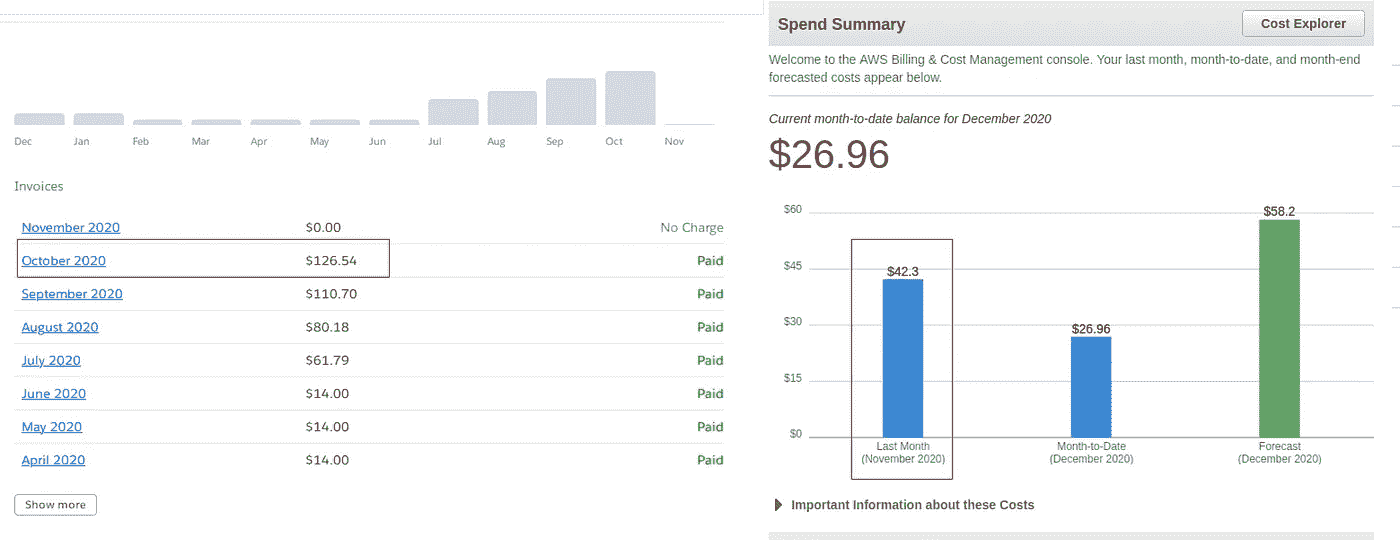 Dec Jan Feb Mar Apr May Jun Jul Aug Sep Oct Nov
Invoices
November 2020 $0.00 No Charge
October 2020 $126.54 Paid
September 2020 $110.70 Paid
August 2020 $80.18 Paid
July 2020 $61.79 Paid
June 2020 $14.00 Paid
May 2020 $14.00 Paid
April 2020 $14.00 Paid
Show more
Spend Summary
Cost Explorer
Welcome to the AWS Billing & Cost Management console. Your last month, month-to-date, and month-end
forecasted costs appear below.
Current month-to-date balance for December 2020
$26.96
$60
$45
$30
$15
$0
$42.3
$26.96
$58.2
Last Month
(November 2020)
Month-to-Date
(December 2020)
Forecast
(December 2020)
Important Information about these Costs